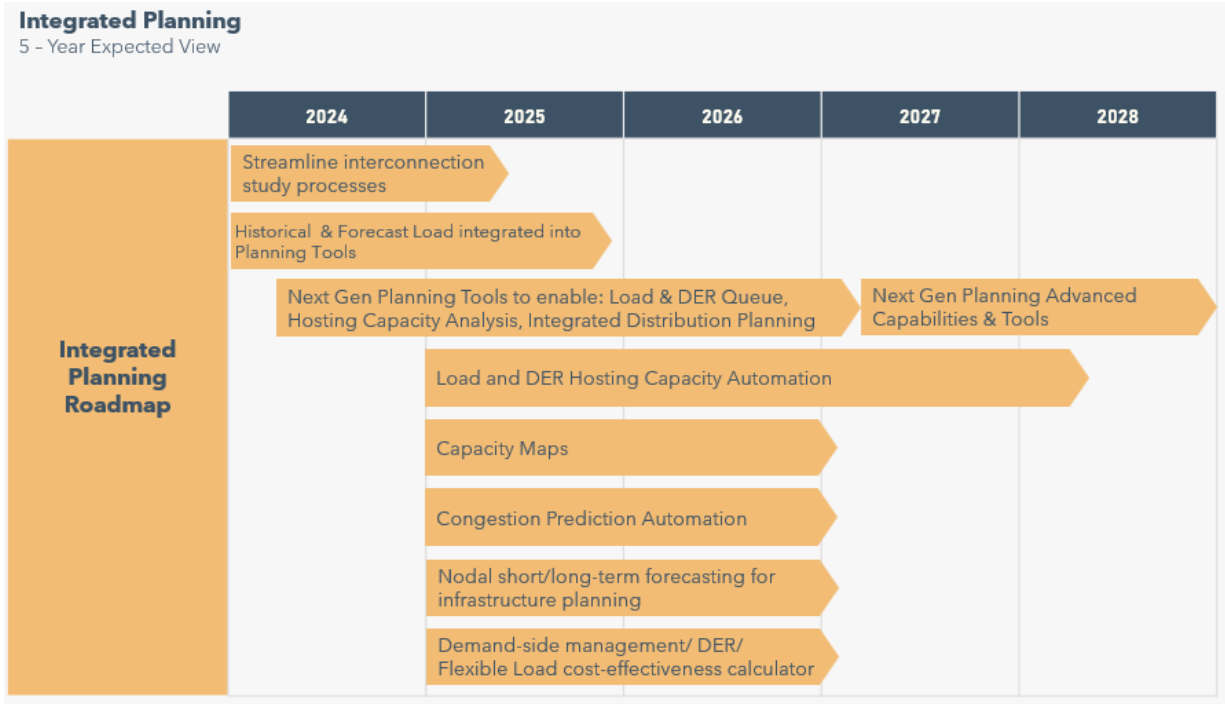 Integrated Planning
5 – Year Expected View
2024
2025
2026
2027
2028
Integrated
Planning
Roadmap
Streamline interconnection
study processes
Historical & Forecast Load integrated into
Planning Tools
Next Gen Planning Tools to enable: Load & DER Queue,
Hosting Capacity Analysis, Integrated Distribution Planning
Next Gen Planning Advanced
Capabilities & Tools
Load and DER Hosting Capacity Automation
Capacity Maps
Congestion Prediction Automation
Nodal short/long-term forecasting for
infrastructure planning
Demand-side management/ DER/
Flexible Load cost-effectiveness calculator